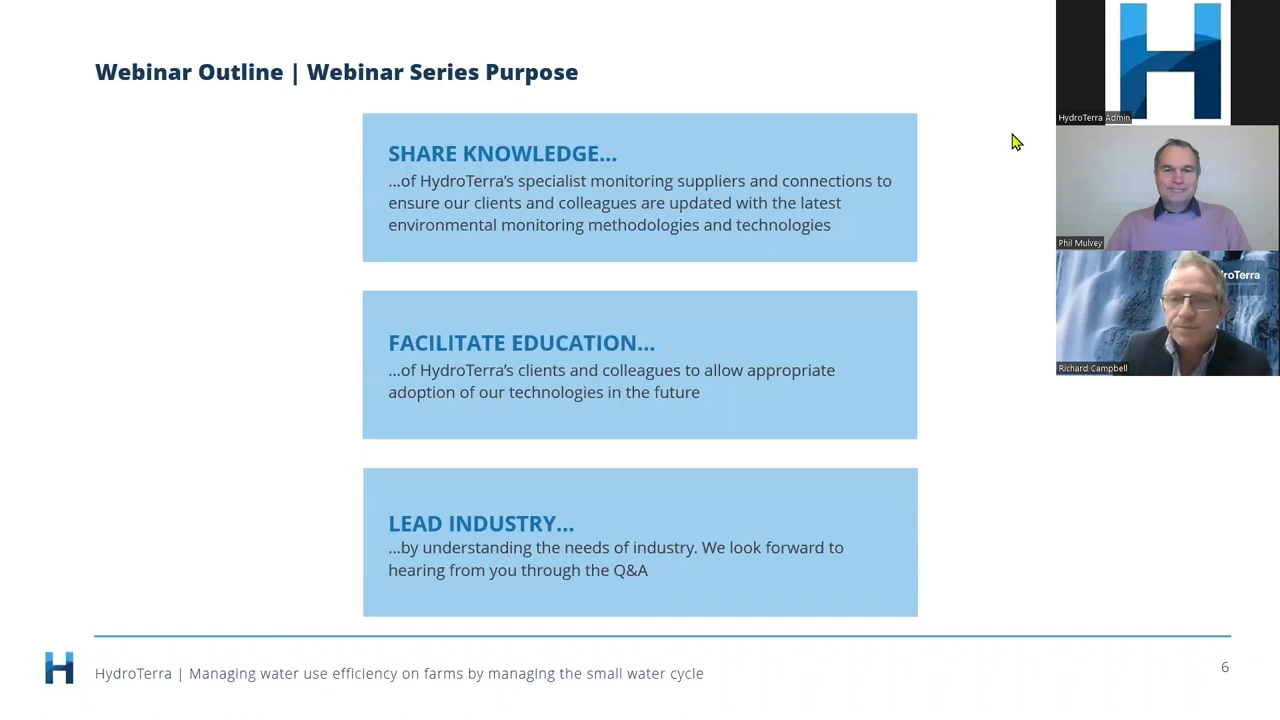 Webinar Outline | Webinar Series Purpose
SHARE KNOWLEDGE...
...of HydroTerra’s specialist monitoring suppliers and connections to
ensure our clients and colleagues are updated with the latest
environmental monitoring methodologies and technologies
FACILITATE EDUCATION...
...of HydroTerra’s clients and colleagues to allow appropriate
adoption of our technologies in the future
LEAD INDUSTRY...
...by understanding the needs of industry. We look forward to
hearing from you through the Q&A
HydroTerra | Managing water use efficiency on farms by managing the small water cycle
6
HydroTerra Admin
Phil Mulvey
roTerra
Richard Campbell